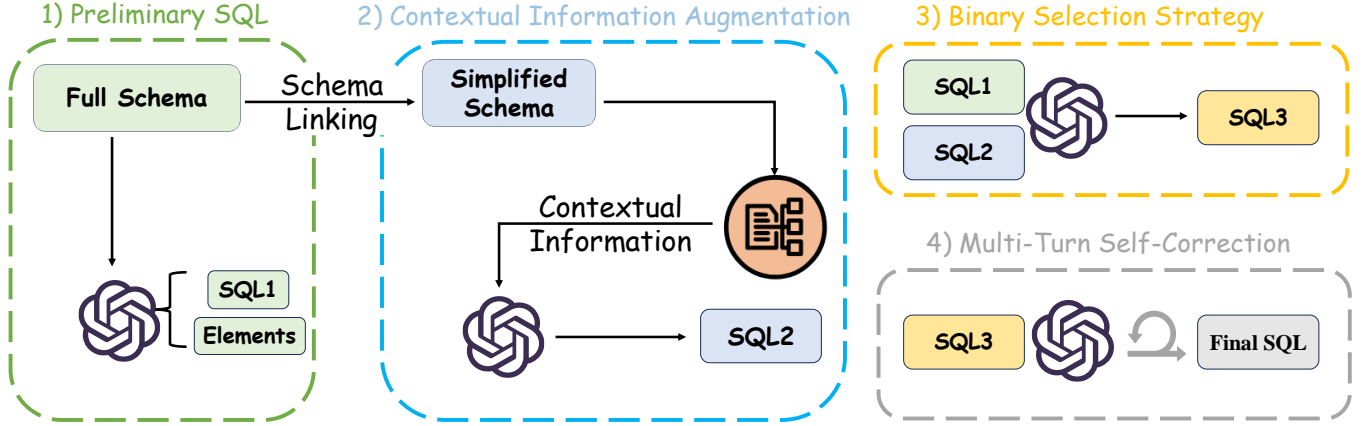 1) Preliminary SQL
Full Schema
SQL1
Elements
Schema
Linking
2) Contextual Information Augmentation
Simplified
Schema
Contextual
Information
SQL2
3) Binary Selection Strategy
SQL1
SQL2
SQL3
4) Multi-Turn Self-Correction
SQL3
Final SQL